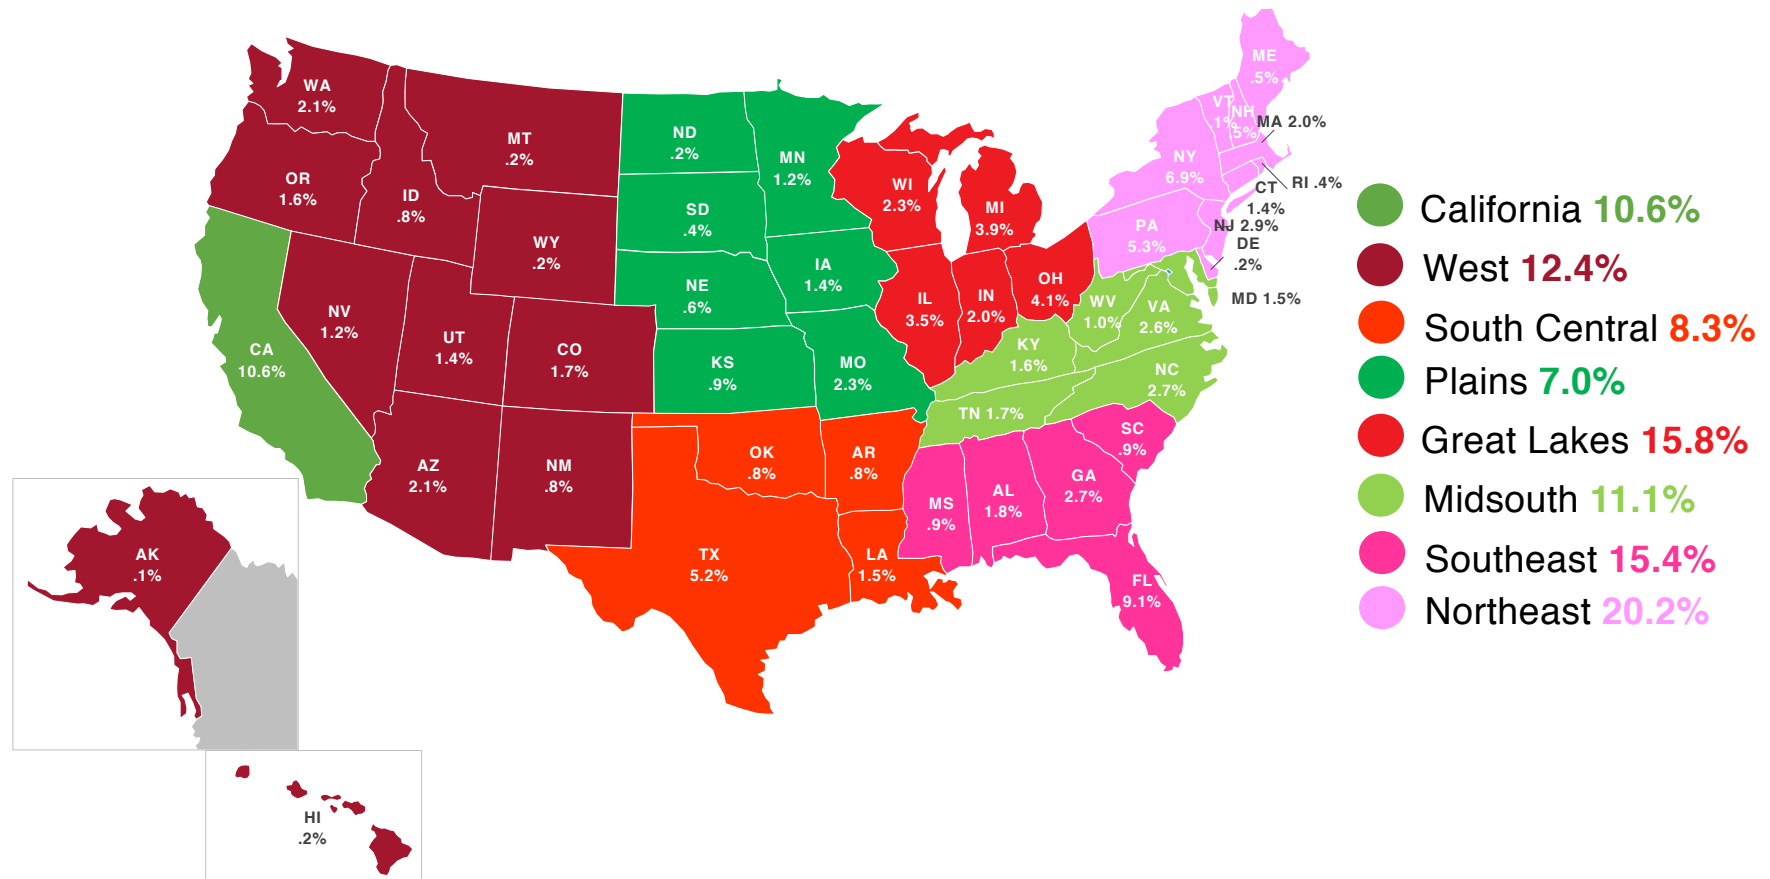 WA
2.1%
OR
1.6%
ID
.8%
MT
.2%
WY
.2%
NV
1.2%
UT
1.4%
CO
1.7%
CA
10.6%
AZ
2.1%
NM
.8%
ND
.2%
MN
1.2%
SD
.4%
NE
.6%
IA
1.4%
KS
.9%
MO
2.3%
OK
.8%
AR
.8%
TX
5.2%
LA
1.5%
WI
2.3%
MI
3.9%
IL
3.5%
IN
2.0%
OH
4.1%
KY
1.6%
WV
1.0%
VA
2.6%
NC
2.7%
TN 1.7%
SC
.9%
MS
.9%
AL
1.8%
GA
2.7%
FL
9.1%
ME
.5%
VT
.1%
NH
.5%
MA 2.0%
NY
6.9%
RI .4%
CT
1.4%
PA
5.3%
NJ 2.9%
DE
.2%
MD 1.5%
AK
.1%
HI
.2%
California 10.6%
West 12.4%
South Central 8.3%
Plains 7.0%
Great Lakes 15.8%
Midsouth 11.1%
Southeast 15.4%
Northeast 20.2%